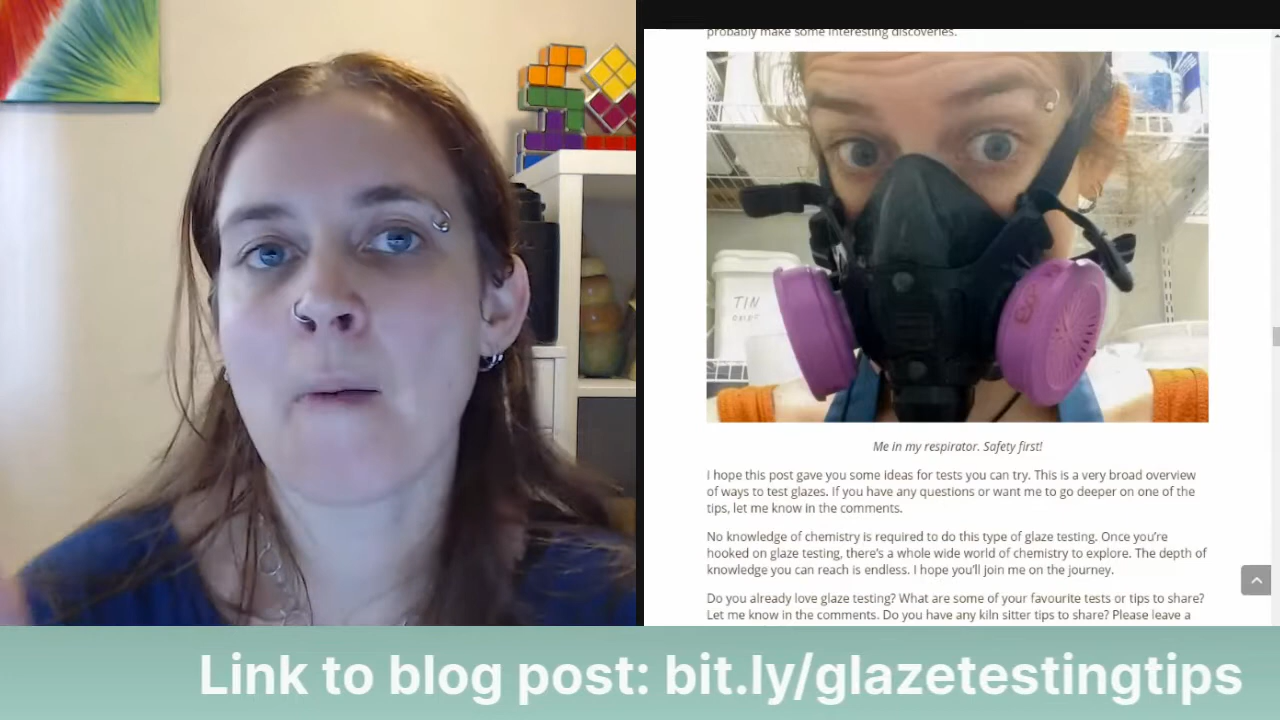 probably make some interesting discoveries.
TIN
Me in my respirator. Safety first!
I hope this post gave you some ideas for tests you can try. This is a very broad overview
of ways to test glazes. If you have any questions or want me to go deeper on one of the
tips, let me know in the comments.
No knowledge of chemistry is required to do this type of glaze testing. Once you're
hooked on glaze testing, there's a whole wide world of chemistry to explore. The depth of
knowledge you can reach is endless. I hope you'll join me on the journey.
Do you already love glaze testing? What are some of your favourite tests or tips to share?
Let me know in the comments. Do you have any kiln sitter tips to share? Please leave a
Link to blog post: bit.ly/glazetestingtips